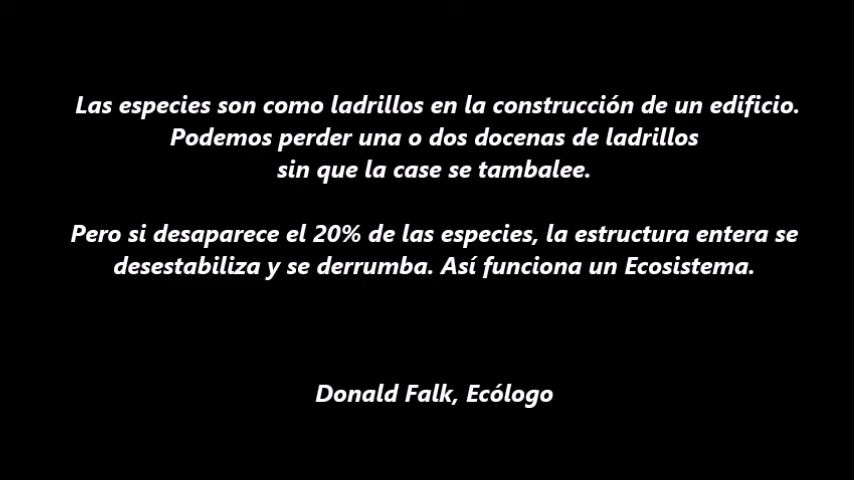 Las especies son como ladrillos en la construcción de un edificio.
Podemos perder una o dos docenas de ladrillos
sin que la case se tambalee.
Pero si desaparece el 20% de las especies, la estructura entera se
desestabiliza y se derrumba. Así funciona un Ecosistema.
Donald Falk, Ecólogo